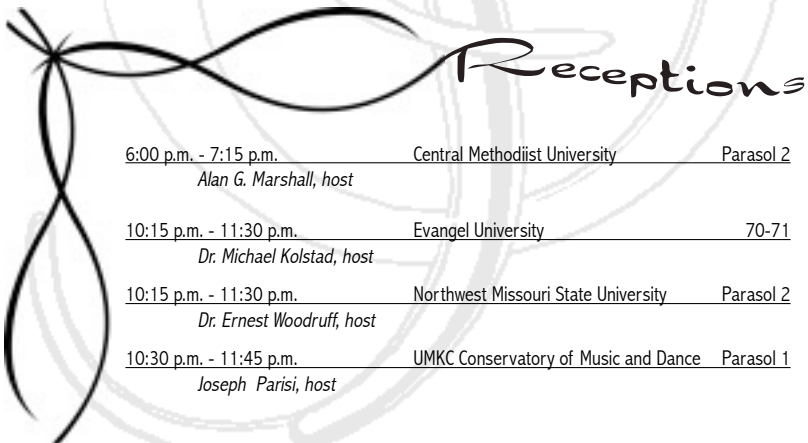 Receptions
6:00 p.m. - 7:15 p.m. Central Methodiist University Parasol 2
Alan G. Marshall, host
10:15 p.m. - 11:30 p.m. Evangel University 70-71
Dr. Michael Kolstad, host
10:15 p.m. - 11:30 p.m. Northwest Missouri State University Parasol 2
Dr. Ernest Woodruff, host
10:30 p.m. - 11:45 p.m. UMKC Conservatory of Music and Dance Parasol 1
Joseph Parisi, host